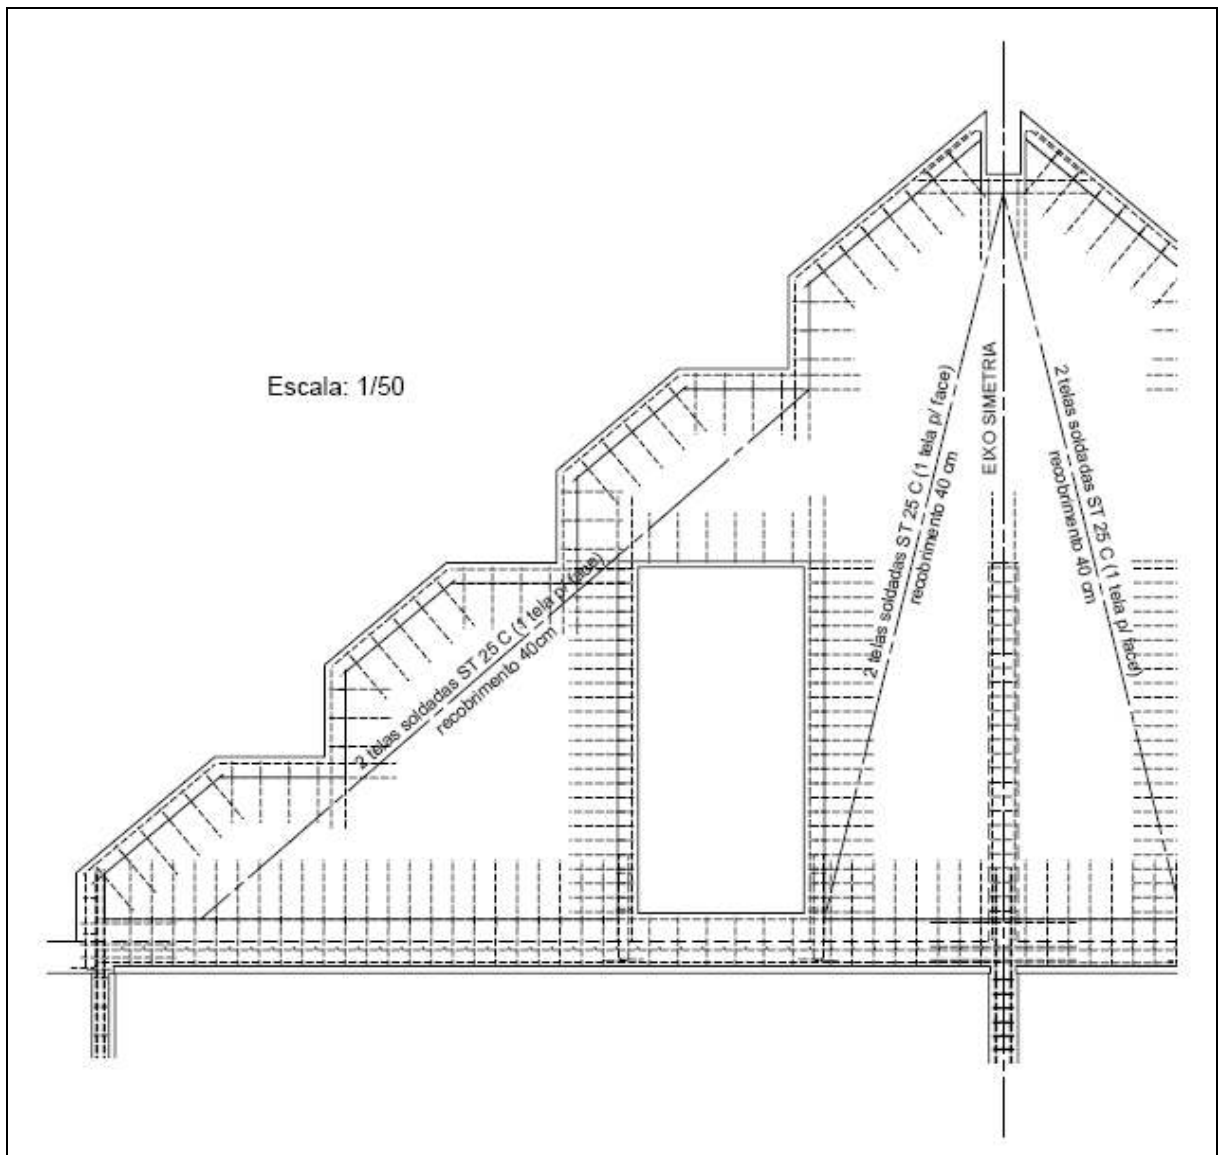 Escala: 1/50
2 telas soldadas ST 25 C (1 tela p/ face)
recobrimento 40cm
2 telas soldadas ST 25 C (1 tela p/ face)
recobrimento 40 cm
EIXO SIMETRIA
2 telas soldadas ST 25 C (1 tela p/ face)
recobrimento 40 cm